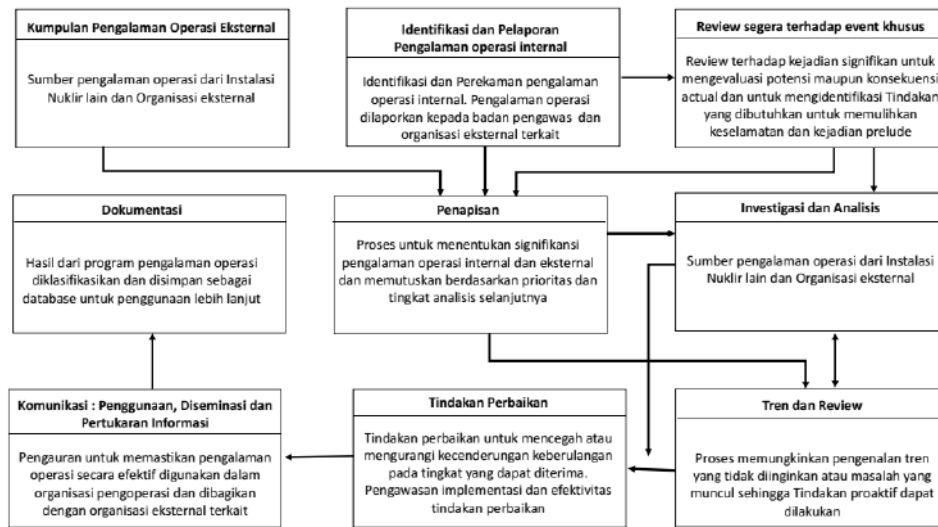 Kumpulan Pengalaman Operasi Eksternal
Sumber pengalaman operasi dari Instalasi
Nuklir lain dan Organisasi eksternal
Identifikasi dan Pelaporan
Pengalaman operasi internal
Identifikasi dan Perekaman pengalaman
operasi internal. Pengalaman operasi
dilaporkan kepada badan pengawas dan
organisasi eksternal terkait
Review segera terhadap event khusus
Review terhadap kejadian signifikan untuk
mengevaluasi potensi maupun konsekuensi
actual dan untuk mengidentifikasi Tindakan
yang dibutuhkan untuk memulihkan
keselamatan dan kejadian prelude
Dokumentasi
Hasil dari program pengalaman operasi
diklasifikasikan dan disimpan sebagai
database untuk penggunaan lebih lanjut
Penapisan
Proses untuk menentukan signifikansi
pengalaman operasi internal dan eksternal
dan memutuskan berdasarkan prioritas dan
tingkat analisis selanjutnya
Investigasi dan Analisis
Sumber pengalaman operasi dari Instalasi
Nuklir lain dan Organisasi eksternal
Komunikasi : Penggunaan, Diseminasi dan
Pertukaran Informasi
Pengauran untuk memastikan pengalaman
operasi secara efektif digunakan dalam
organisasi pengoperasi dan dibagikan
dengan organisasi eksternal terkait
Tindakan Perbaikan
Tindakan perbaikan untuk mencegah atau
mengurangi kecenderungan keberulangan
pada tingkat yang dapat diterima.
Pengawasan implementasi dan efektivitas
tindakan perbaikan
Tren dan Review
Proses memungkinkan pengenalan tren
yang tidak diinginkan atau masalah yang
muncul sehingga Tindakan proaktif dapat
dilakukan